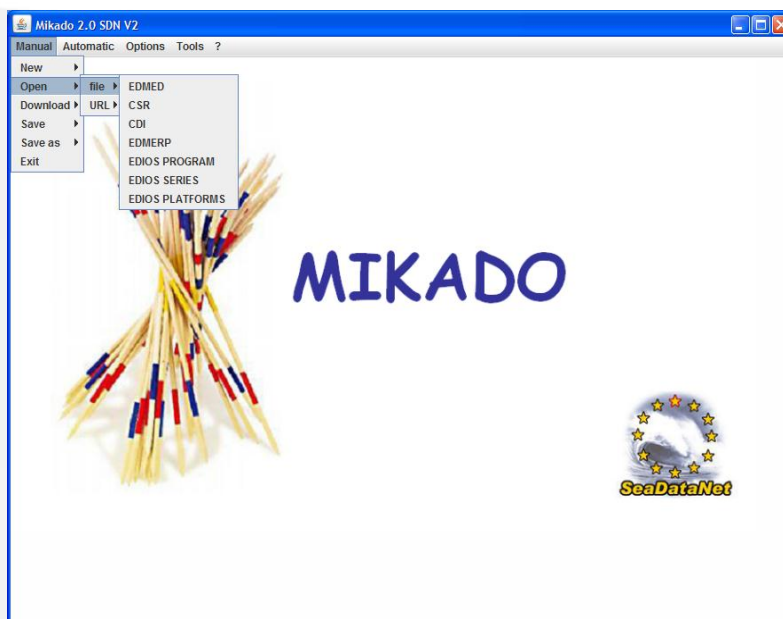 Mikado 2.0 SDN V2
Manual Automatic Options Tools ?
New
Open
Download
Save
Save as
Exit
file
URL
EDMED
CSR
CDI
EDMERP
EDIOS PROGRAM
EDIOS SERIES
EDIOS PLATFORMS
MIKADO
SeaDataNet